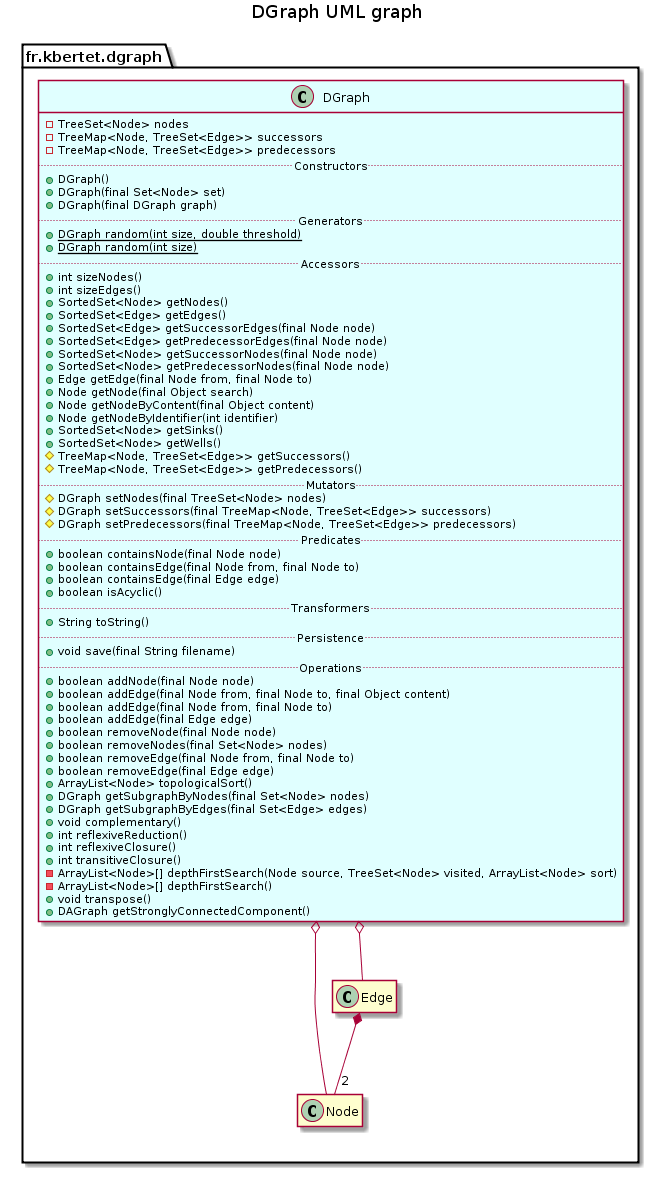 DGraph UML graph
fr.kbertet.dgraph
C DGraph
TreeSet<Node> nodes
TreeMap<Node, TreeSet<Edge>> successors
TreeMap<Node, TreeSet<Edge>> predecessors
Constructors
DGraph()
DGraph(final Set<Node> set)
DGraph(final DGraph graph)
Generators
DGraph random(int size, double threshold)
DGraph random(int size)
Accessors
int sizeNodes()
int sizeEdges()
SortedSet<Node> getNodes()
SortedSet<Edge> getEdges()
SortedSet<Edge> getSuccessorEdges(final Node node)
SortedSet<Edge> getPredecessorEdges(final Node node)
SortedSet<Node> getSuccessorNodes(final Node node)
SortedSet<Node> getPredecessorNodes(final Node node)
Edge getEdge(final Node from, final Node to)
Node getNode(final Object search)
Node getNodeByContent(final Object content)
Node getNodeByIdentifier(int identifier)
SortedSet<Node> getSinks()
SortedSet<Node> getWells()
TreeMap<Node, TreeSet<Edge>> getSuccessors()
TreeMap<Node, TreeSet<Edge>> getPredecessors()
Mutators
DGraph setNodes(final TreeSet<Node> nodes)
DGraph setSuccessors(final TreeMap<Node, TreeSet<Edge>> successors)
DGraph setPredecessors(final TreeMap<Node, TreeSet<Edge>> predecessors)
Predicates
boolean containsNode(final Node node)
boolean containsEdge(final Node from, final Node to)
boolean containsEdge(final Edge edge)
boolean isAcyclic()
Transformers
String toString()
Persistence
void save(final String filename)
Operations
boolean addNode(final Node node)
boolean addEdge(final Node from, final Node to, final Object content)
boolean addEdge(final Node from, final Node to)
boolean addEdge(final Edge edge)
boolean removeNode(final Node node)
boolean removeNodes(final Set<Node> nodes)
boolean removeEdge(final Node from, final Node to)
boolean removeEdge(final Edge edge)
ArrayList<Node> topologicalSort()
DGraph getSubgraphByNodes(final Set<Node> nodes)
DGraph getSubgraphByEdges(final Set<Edge> edges)
void complementary()
int reflexiveReduction()
int reflexiveClosure()
int transitiveClosure()
ArrayList<Node>[] depthFirstSearch(Node source, TreeSet<Node> visited, ArrayList<Node> sort)
ArrayList<Node>[] depthFirstSearch()
void transpose()
DAGraph getStronglyConnectedComponent()
C Edge
2
C Node